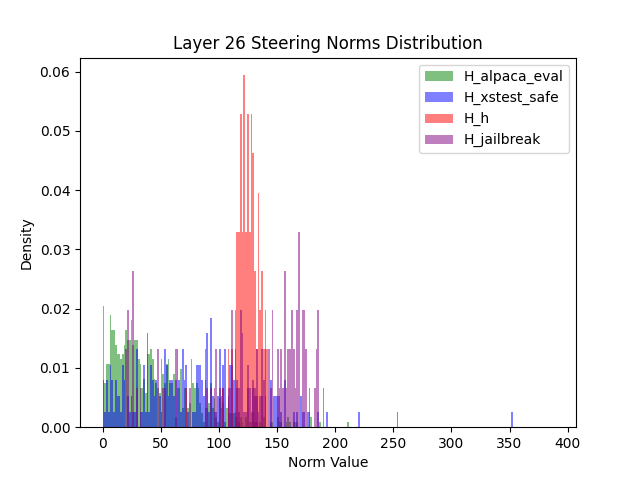 Layer 26 Steering Norms Distribution
H_alpaca_eval
H_xstest_safe
H_h
H_jailbreak
0.06
0.05
0.04
0.03
0.02
0.01
0.00
Density
0 50 100 150 200 250 300 350 400
Norm Value